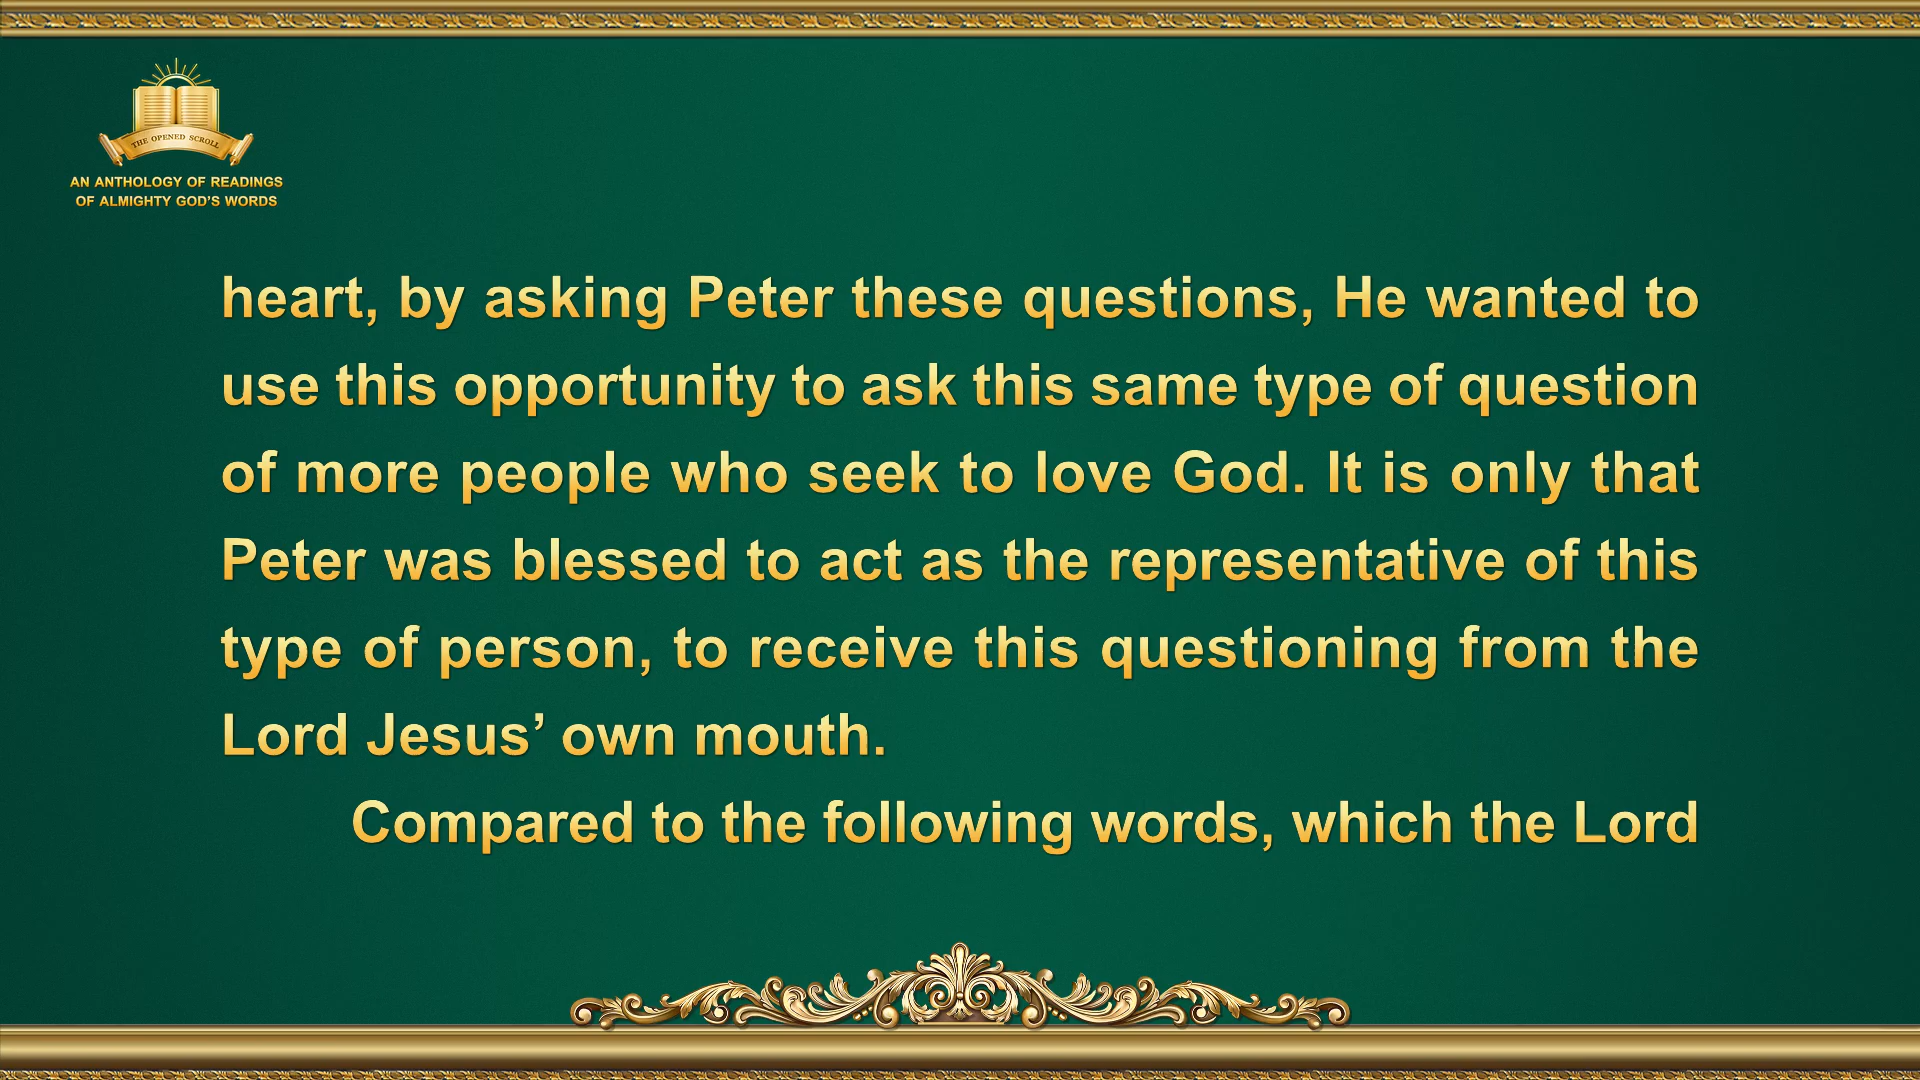 THE OPENED SCROLL
AN ANTHOLOGY OF READINGS
OF ALMIGHTY GOD'S WORDS
heart, by asking Peter these questions, He wanted to
use this opportunity to ask this same type of question
of more people who seek to love God. It is only that
Peter was blessed to act as the representative of this
type of person, to receive this questioning from the
Lord Jesus’ own mouth.
Compared to the following words, which the Lord